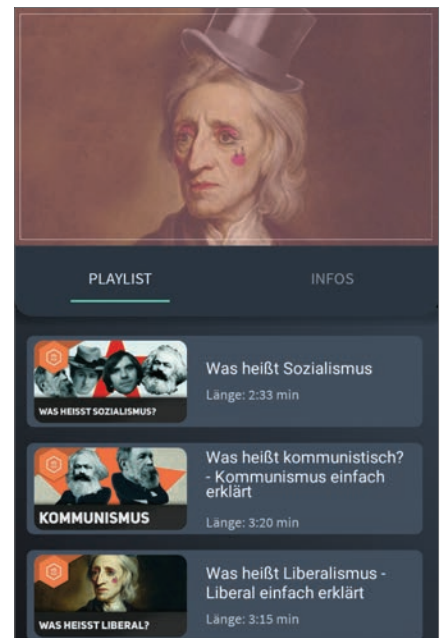 PLAYLIST
INFOS
WAS HEISST SOZIALISMUS?
Was heißt Sozialismus
Länge: 2:33 min
KOMMUNISMUS
Was heißt kommunistisch?
- Kommunismus einfach
erklärt
Länge: 3:20 min
WAS HEISST LIBERAL?
Was heißt Liberalismus -
Liberal einfach erklärt
Länge: 3:15 min